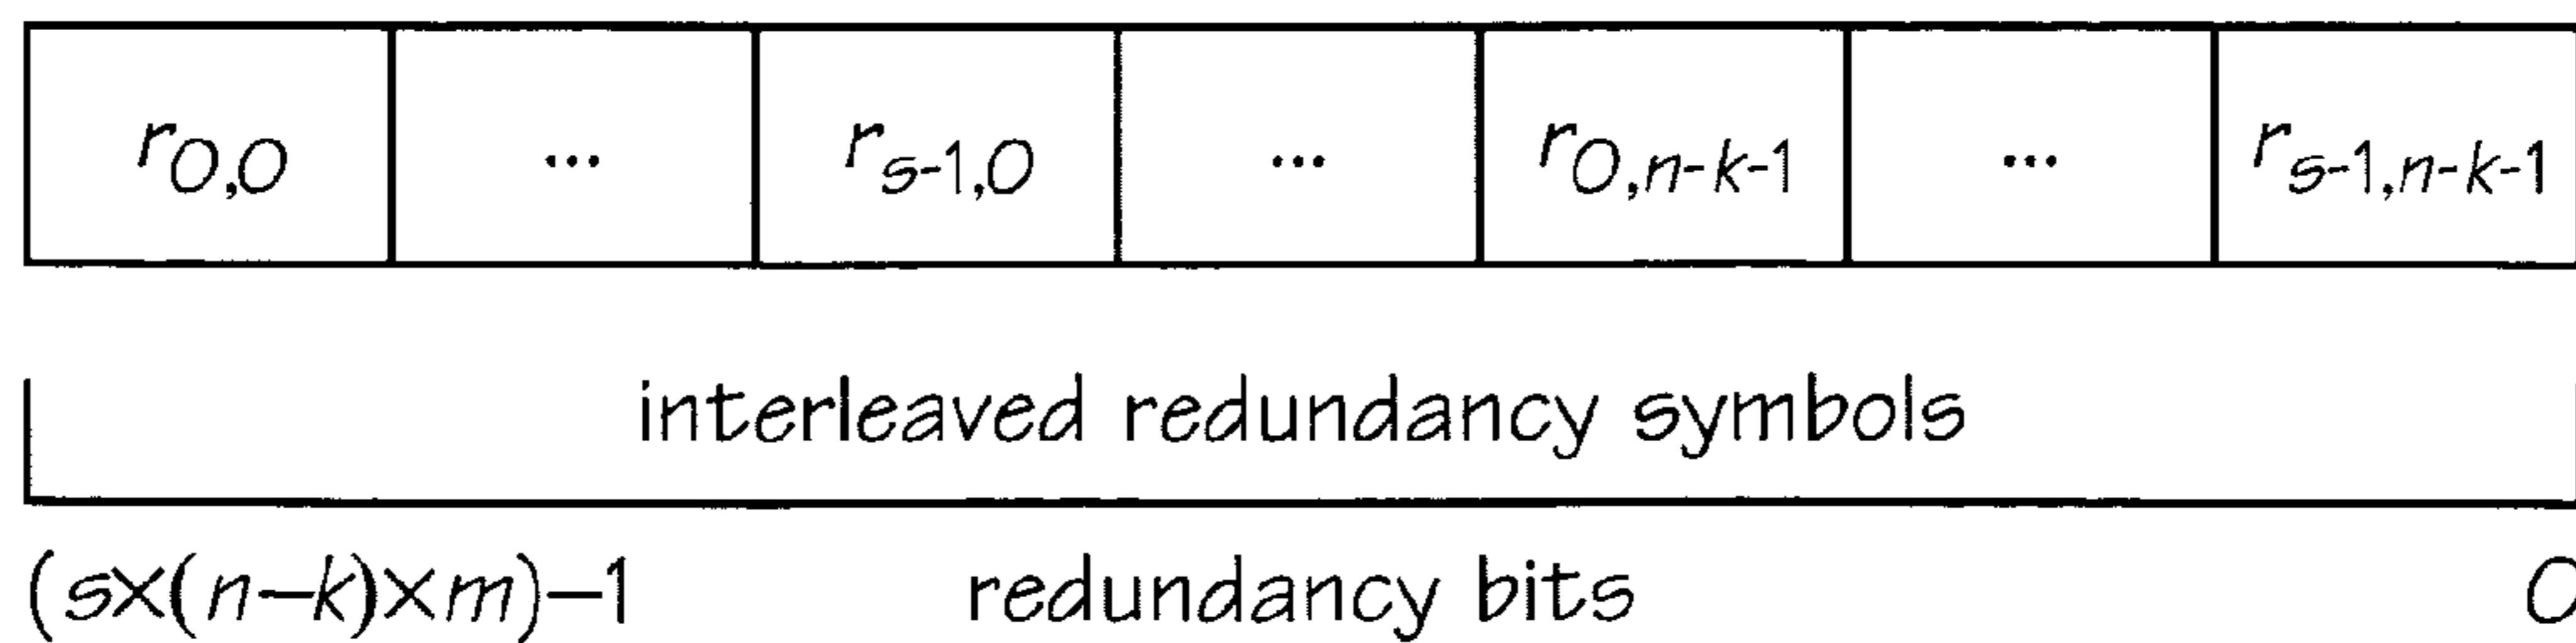 r0,0 ... rs-1,0 ... r0,n-k-1 ... rs-1,n-k-1
interleaved redundancy symbols
(s×(n–k)×m)–1 redundancy bits 0